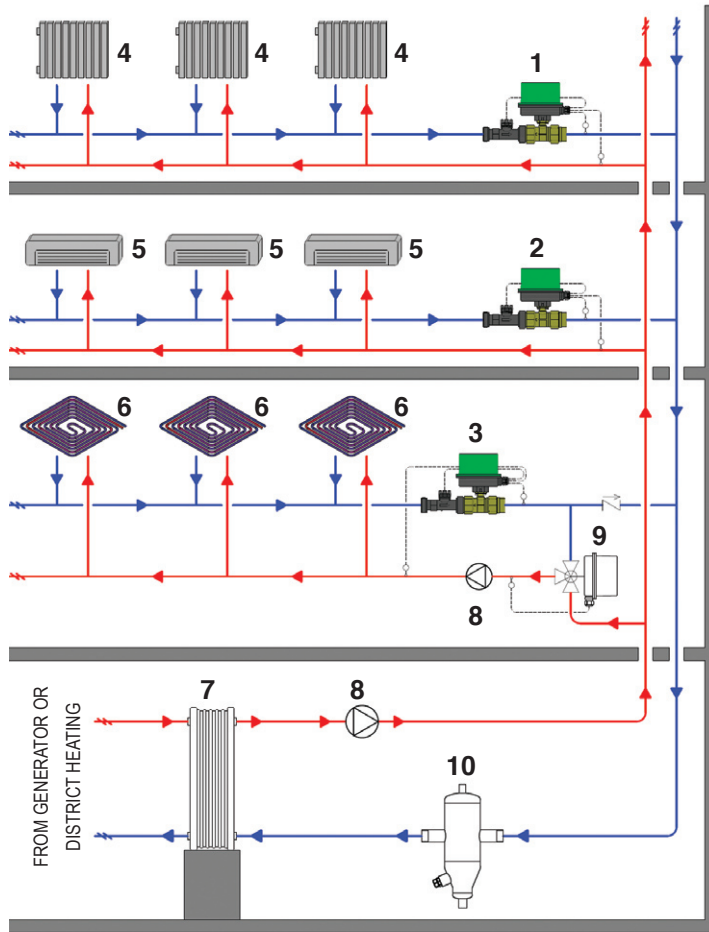 4 4 4 1
5 5 5 2
6 6 6 3
9
8
7 8
10
FROM GENERATOR OR
DISTRICT HEATING